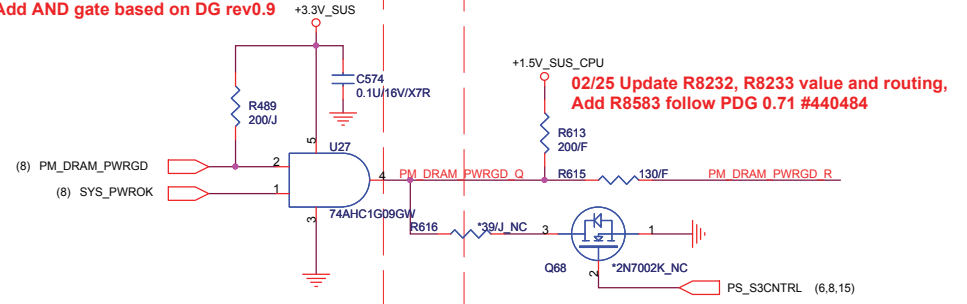 Add AND gate based on DG rev0.9
+3.3V_SUS
C574
0.1U/16V/X7R
R489
200/J
+1.5V_SUS_CPU
02/25 Update R8232, R8233 value and routing,
Add R8583 follow PDG 0.71 #440484
R613
200/F
5
U27
(8) PM_DRAM_PWRGD
2
4
PM_DRAM_PWRGD_Q
R615
130/F
PM_DRAM_PWRGD_R
(8) SYS_PWROK
1
3
74AHC1G09GW
R616
*39/J_NC
3
1
Q68
2
*2N7002K_NC
PS_S3CNTRL (6,8,15)